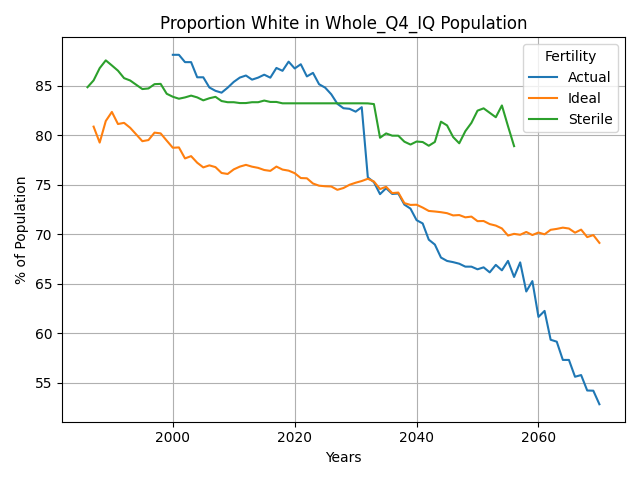 Proportion White in Whole_Q4_IQ Population
Fertility
Actual
Ideal
Sterile
% of Population
85
80
75
70
65
60
55
2000
2020
2040
2060
Years